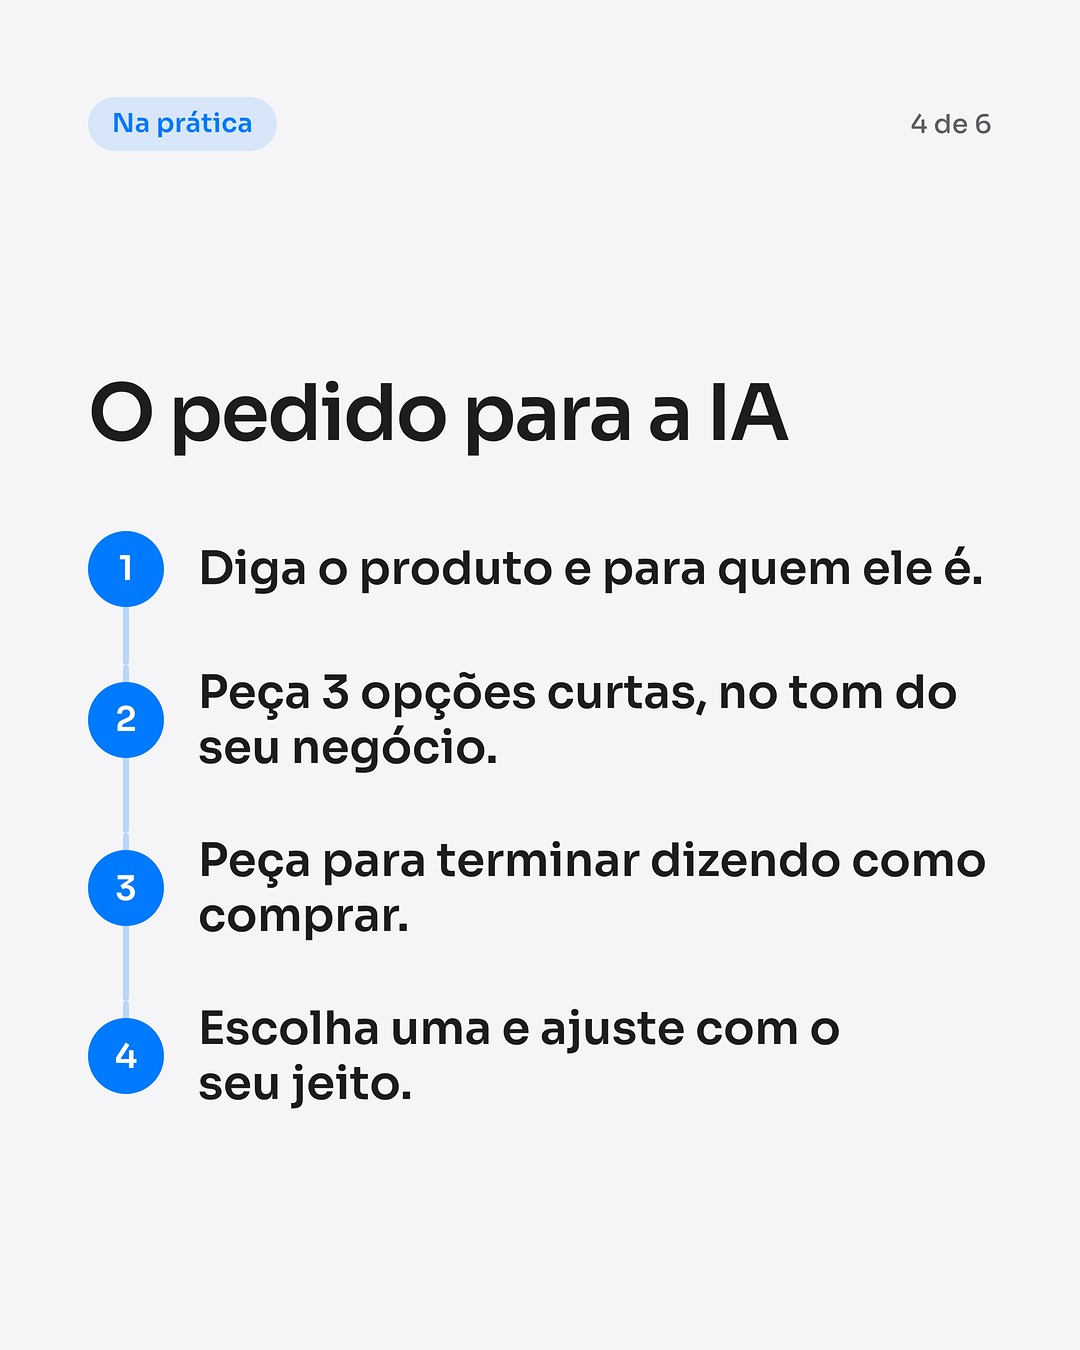 Na prática
4 de 6
O pedido para a IA
1
Diga o produto e para quem ele é.
2
Peça 3 opções curtas, no tom do
seu negócio.
3
Peça para terminar dizendo como
comprar.
4
Escolha uma e ajuste com o
seu jeito.